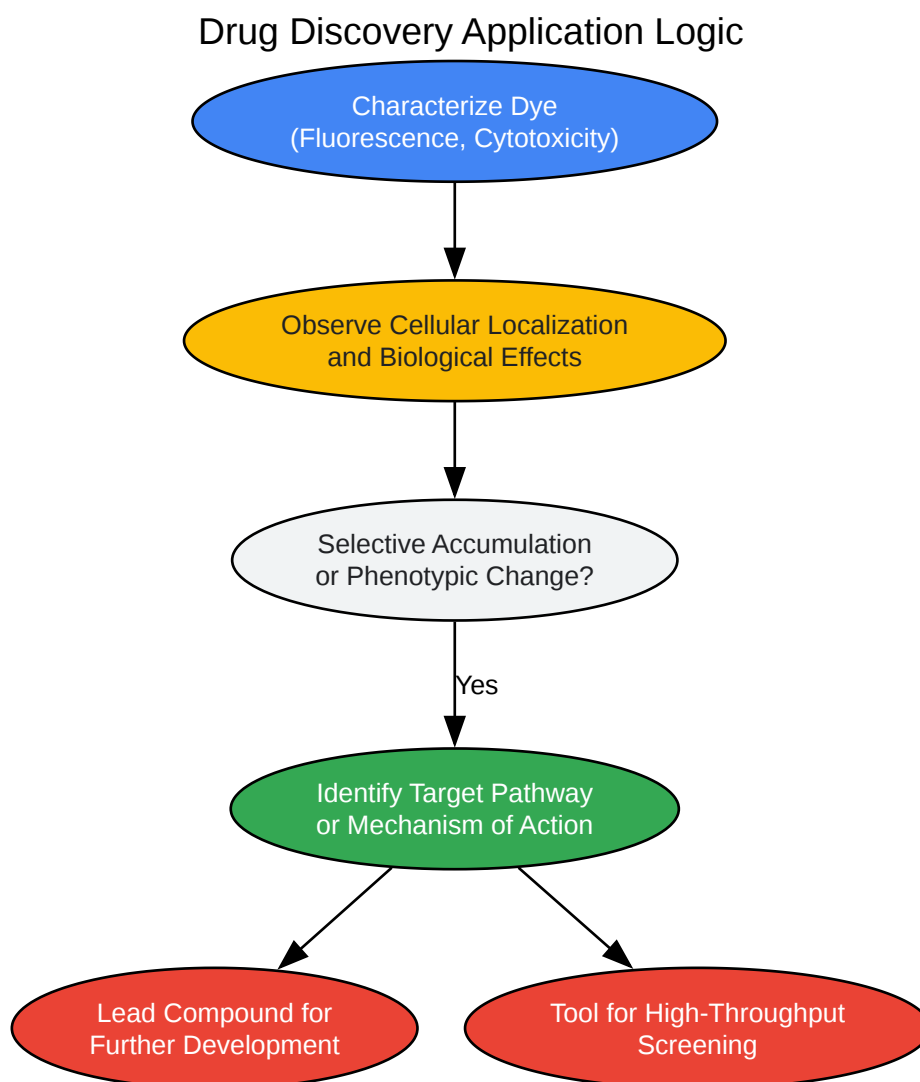 Drug Discovery Application Logic
Characterize Dye
(Fluorescence, Cytotoxicity)
Observe Cellular Localization
and Biological Effects
Selective Accumulation
or Phenotypic Change?
Yes
Identify Target Pathway
or Mechanism of Action
Lead Compound for
Further Development
Tool for High-Throughput
Screening